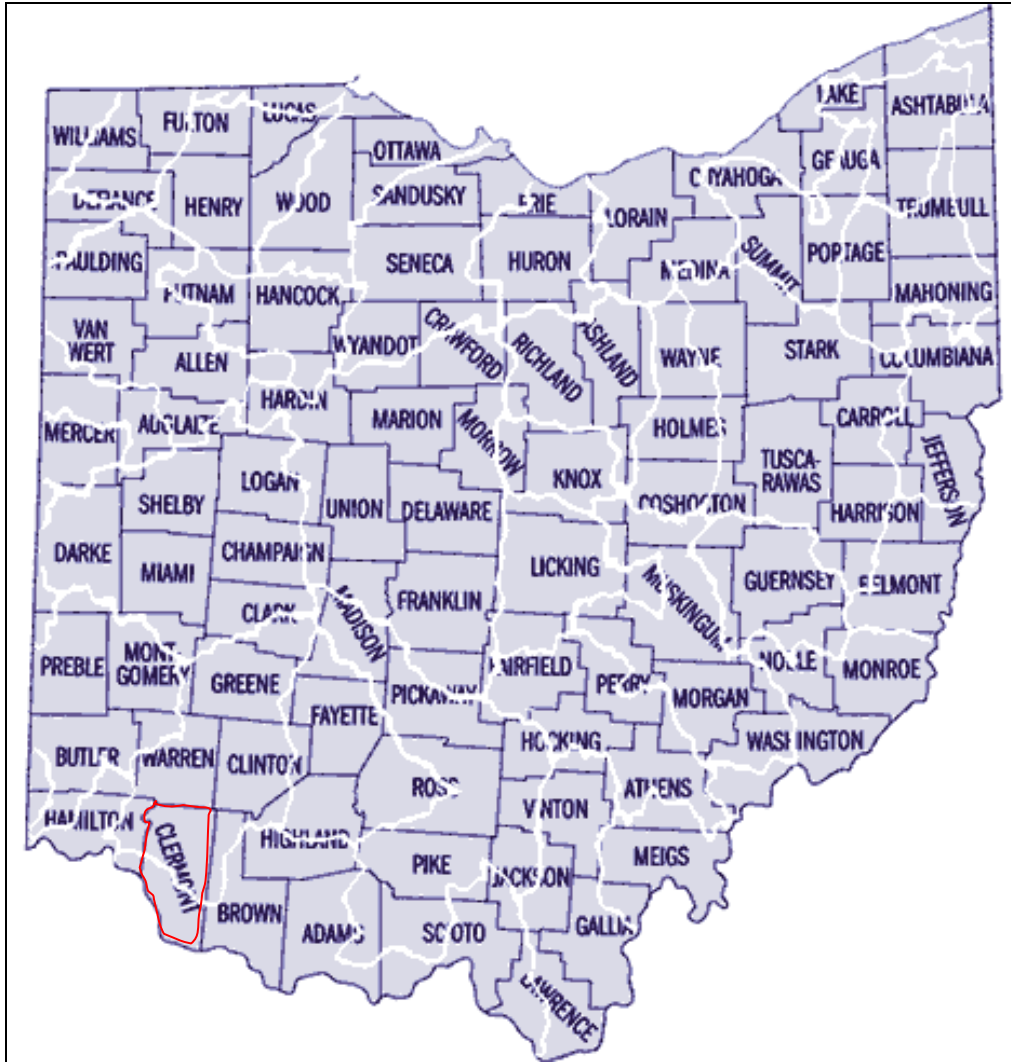 LAKE
ASHTABULA
FULTON
LUCAS
WILLIAMS
OTTAWA
GEAUGA
CUYAHOGA
DEFIANCE
HENRY
WOOD
SANDUSKY
ERIE
LORAIN
TRUMBULL
PAULDING
SENECA
HURON
MEDINA
SUMMIT
PORTAGE
PUTNAM
HANCOCK
MAHONING
VAN
WERT
ALLEN
WYANDOT
CRAWFORD
RICHLAND
ASHLAND
WAYNE
STARK
COLUMBIANA
HARDIN
MERCER
AUGLAIZE
MARION
MORROW
HOLMES
CARROLL
JEFFERSON
LOGAN
KNOX
TUSCA-
RAWAS
SHELBY
UNION
DELAWARE
COSHOCTON
HARRISON
DARKE
MIAMI
CHAMPAIGN
LICKING
GUERNSEY
BELMONT
CLARK
MADISON
FRANKLIN
MUSKINGUM
PREBLE
MONT-
GOMERY
GREENE
PICKAWAY
FAIRFIELD
PERRY
MORGAN
NOBLE
MONROE
FAYETTE
BUTLER
WARREN
CLINTON
HOCKING
WASHINGTON
ROSS
ATHENS
HAMILTON
CLERMONT
HIGHLAND
VINTON
PIKE
JACKSON
MEIGS
BROWN
ADAMS
SCIOTO
GALLIA
LAWRENCE